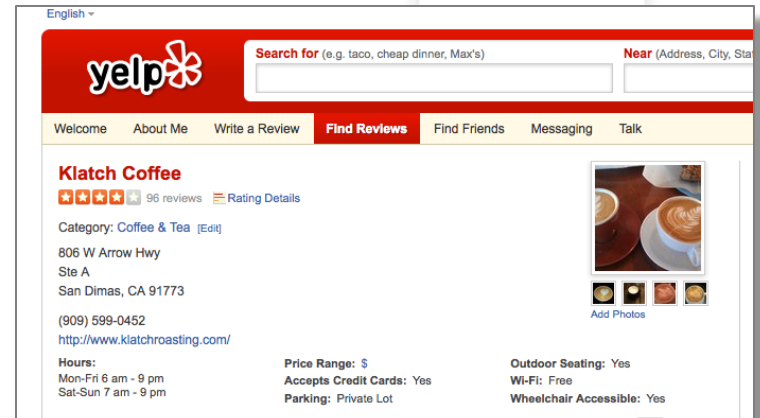 English
yelp
Search for (e.g. taco, cheap dinner, Max's)
Near (Address, City, Stat
Welcome About Me Write a Review Find Reviews Find Friends Messaging Talk
Klatch Coffee
96 reviews Rating Details
Category: Coffee & Tea [Edit]
806 W Arrow Hwy
Ste A
San Dimas, CA 91773
(909) 599-0452
http://www.klatchroasting.com/
Add Photos
Hours:
Mon-Fri 6 am - 9 pm
Sat-Sun 7 am - 9 pm
Price Range: $
Accepts Credit Cards: Yes
Parking: Private Lot
Outdoor Seating: Yes
Wi-Fi: Free
Wheelchair Accessible: Yes